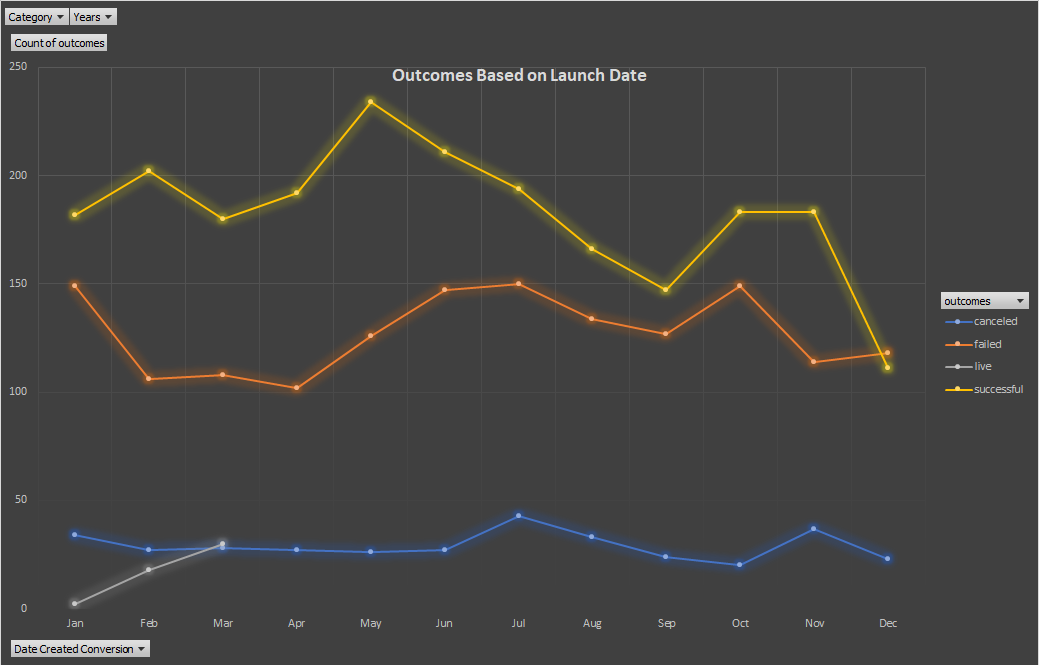 Category Years
Count of outcomes
Outcomes Based on Launch Date
250
200
150
100
50
0
Jan Feb Mar Apr May Jun Jul Aug Sep Oct Nov Dec
outcomes
canceled
failed
live
successful
Date Created Conversion